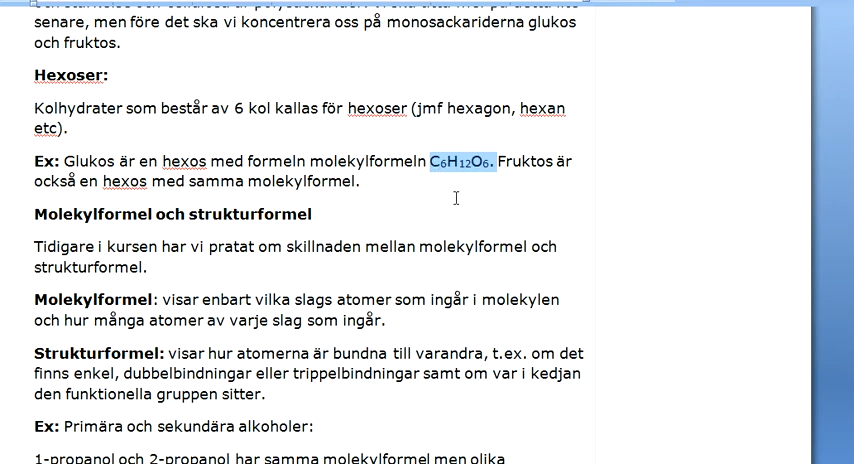 senare, men före det ska vi koncentrera oss på monosackariderna glukos
och fruktos.
Hexoser:
Kolhydrater som består av 6 kol kallas för hexoser (jmf hexagon, hexan
etc).
Ex: Glukos är en hexos med formeln molekylformeln C₆H₁₂O₆. Fruktos är
också en hexos med samma molekylformel.
Molekylformel och strukturformel
Tidigare i kursen har vi pratat om skillnaden mellan molekylformel och
strukturformel.
Molekylformel: visar enbart vilka slags atomer som ingår i molekylen
och hur många atomer av varje slag som ingår.
Strukturformel: visar hur atomerna är bundna till varandra, t.ex. om det
finns enkel, dubbelbindningar eller trippelbindningar samt om var i kedjan
den funktionella gruppen sitter.
Ex: Primära och sekundära alkoholer:
1-propanol och 2-propanol har samma molekylformel men olika